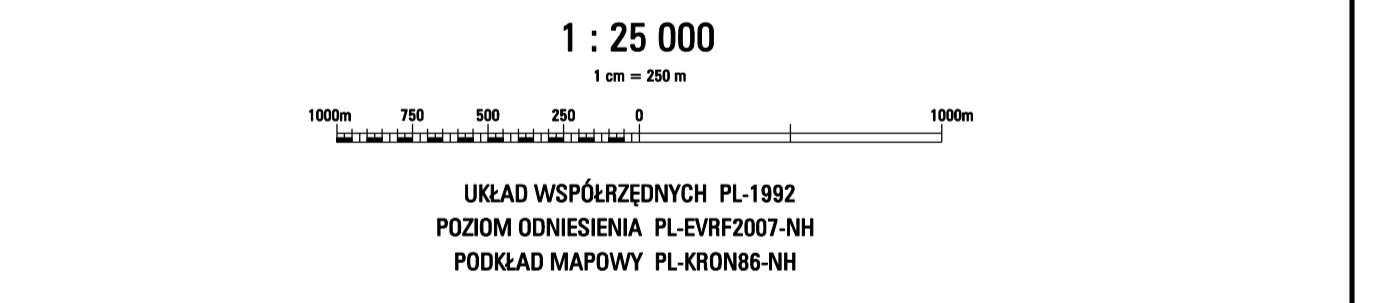 1 : 25 000
1 cm = 250 m
1000m 750 500 250 0 1000m
UKŁAD WSPÓŁRZĘDNYCH PL-1992
POZIOM ODNIESIENIA PL-EVRF2007-NH
PODKŁAD MAPOWY PL-KRON86-NH